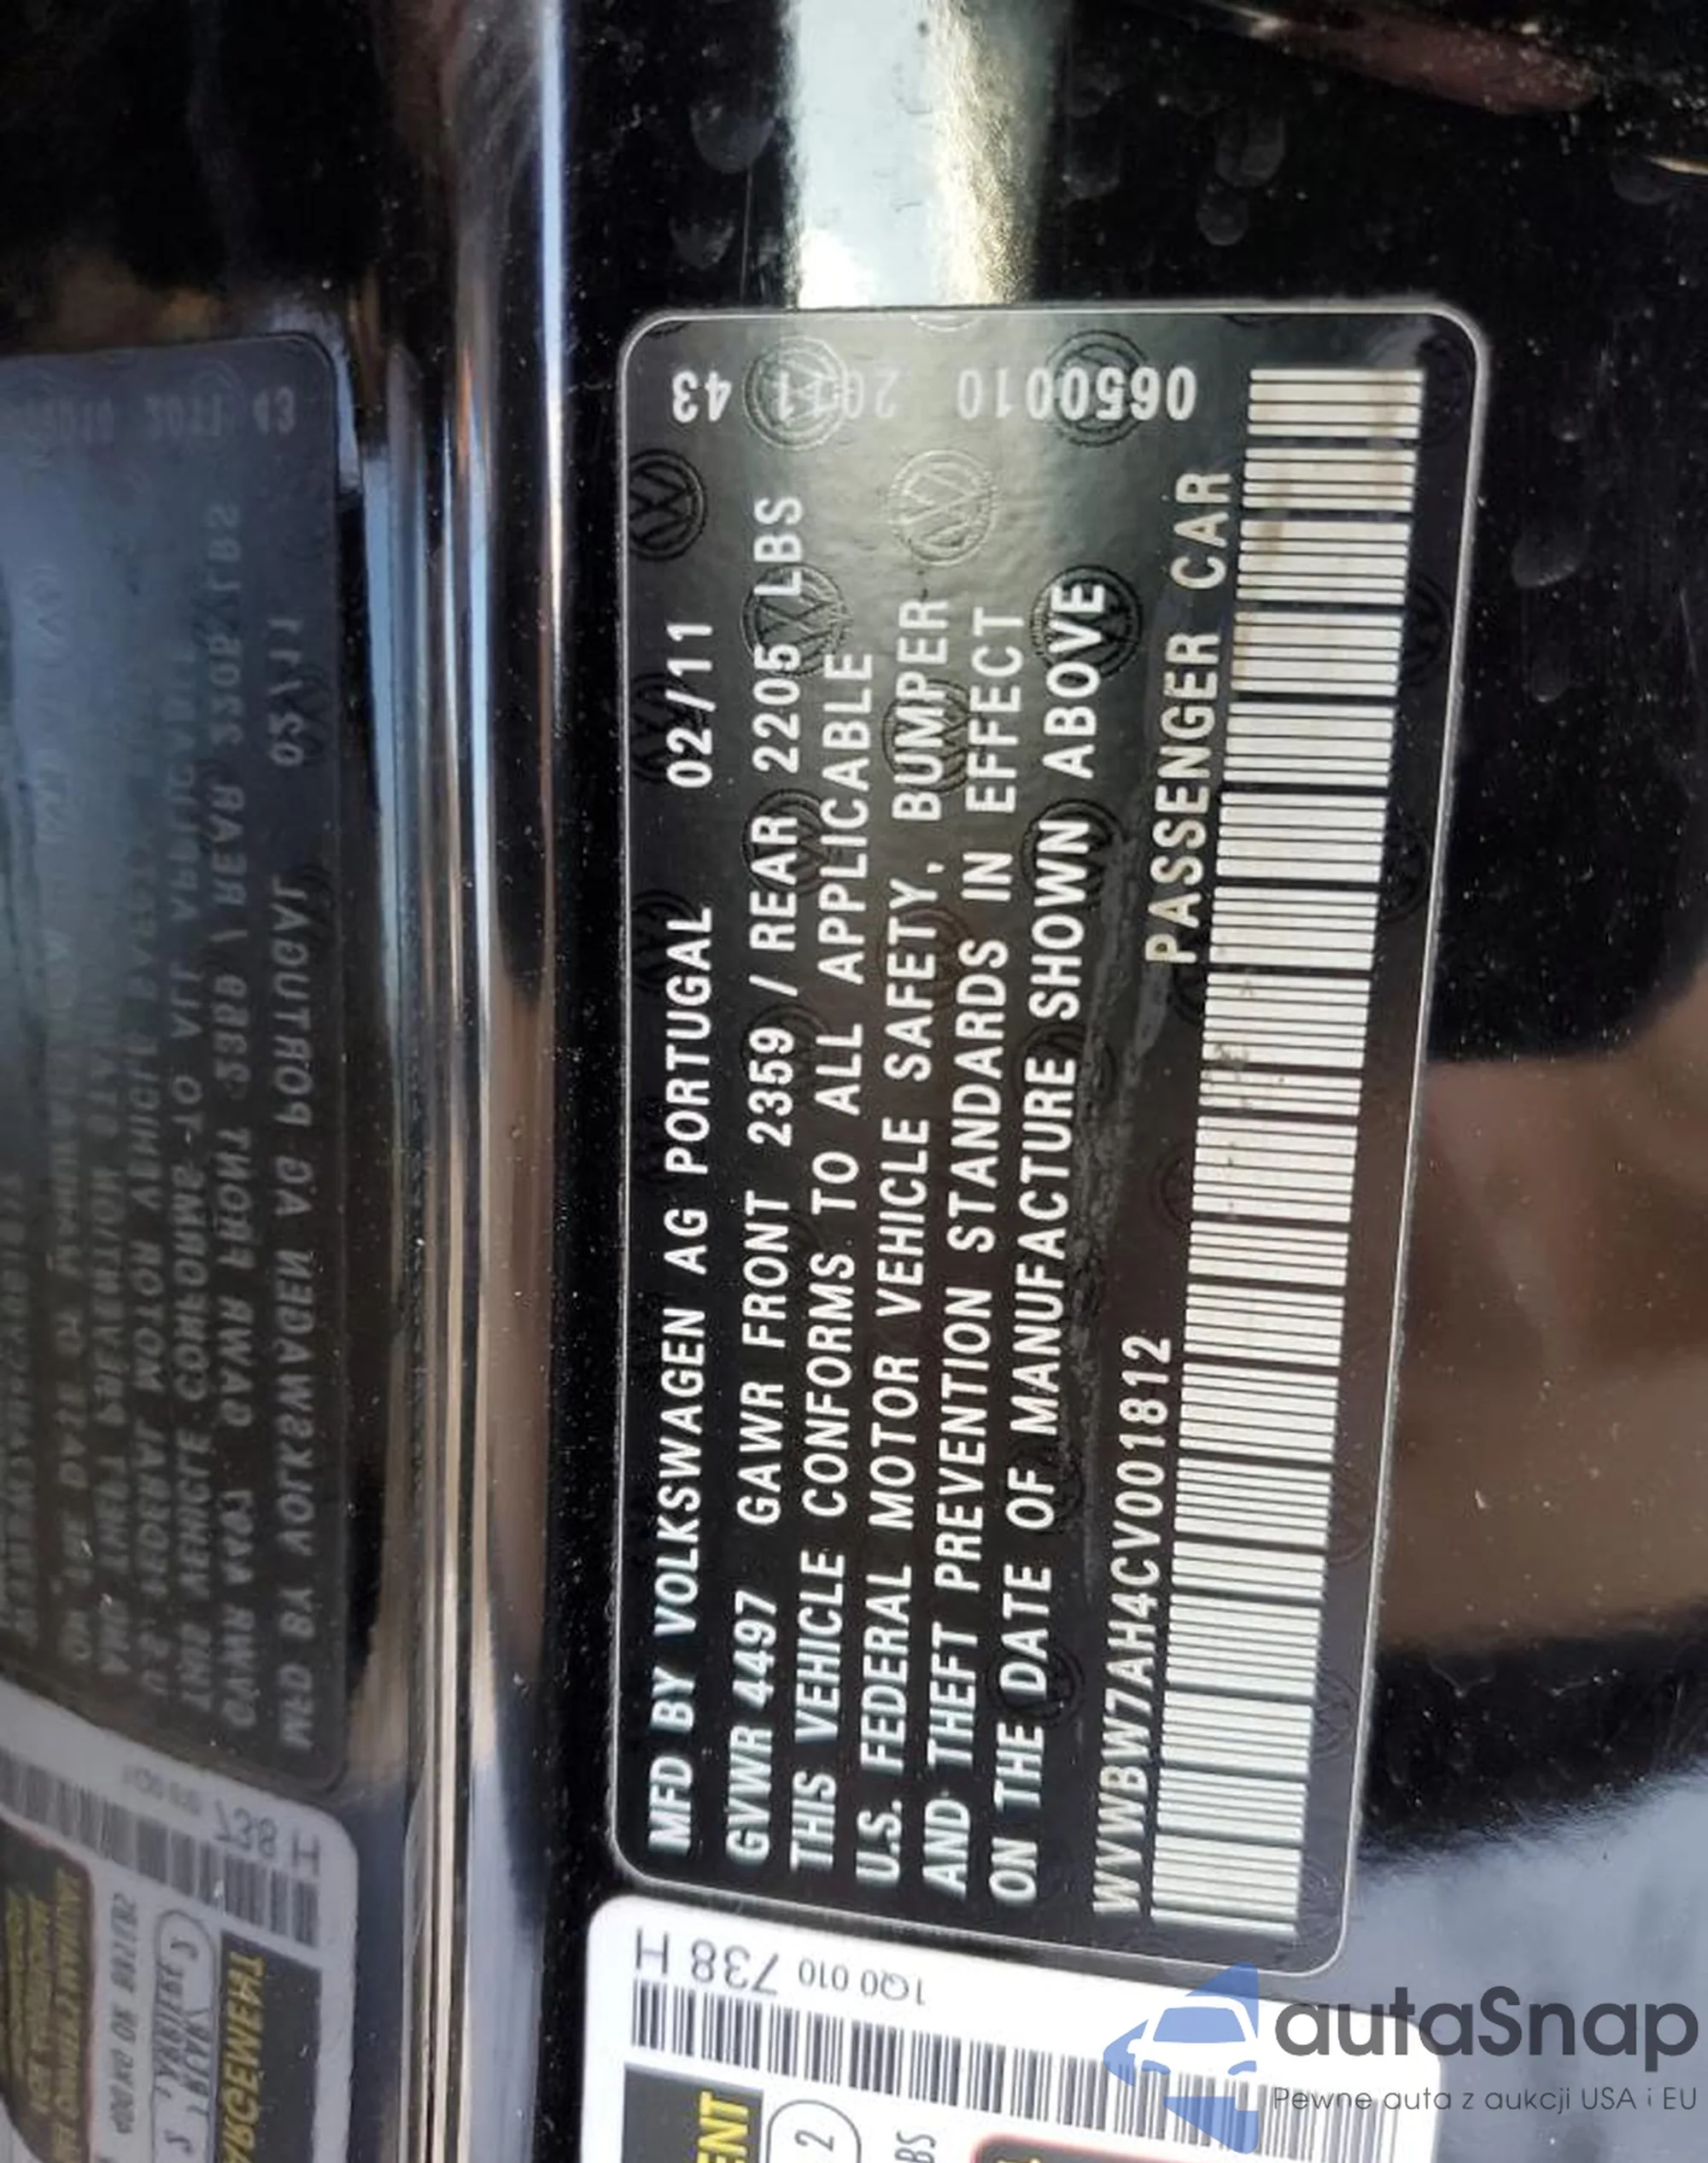 MFD BY VOLKSWAGEN AG PORTUGAL 02/11
GVWR 4497 GAWR FRONT 2359 / REAR 2205 LBS
THIS VEHICLE CONFORMS TO ALL APPLICABLE
U.S. FEDERAL MOTOR VEHICLE SAFETY, BUMPER
AND THEFT PREVENTION STANDARDS IN EFFECT
ON THE DATE OF MANUFACTURE SHOWN ABOVE
WVWBW7AH4CV001812 PASSENGER CAR
0650010 2011 43
1Q0 010 738 H
autaSnap
Pewne auta z aukcji USA i EU